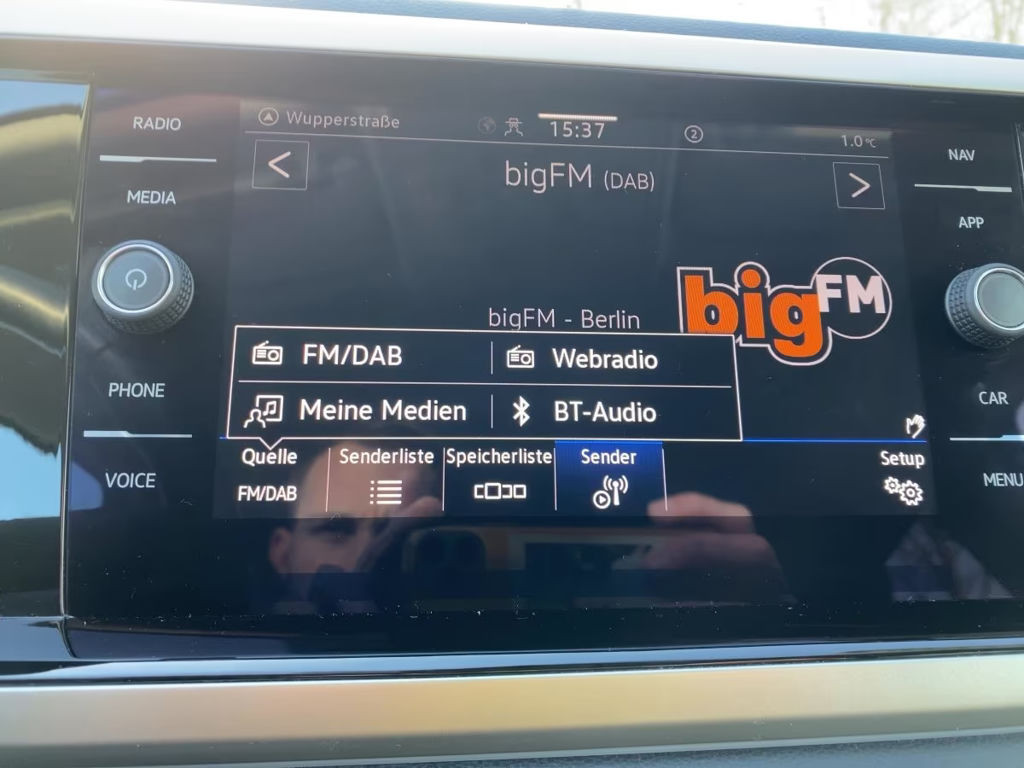 RADIO
MEDIA
PHONE
VOICE
Wupperstraße
15:37
2
1.0°C
bigFM (DAB)
<
>
bigFM
bigFM - Berlin
FM/DAB
Webradio
Meine Medien
BT-Audio
Quelle
FM/DAB
Senderliste
Speicherliste
Sender
Setup
NAV
APP
CAR
MENU